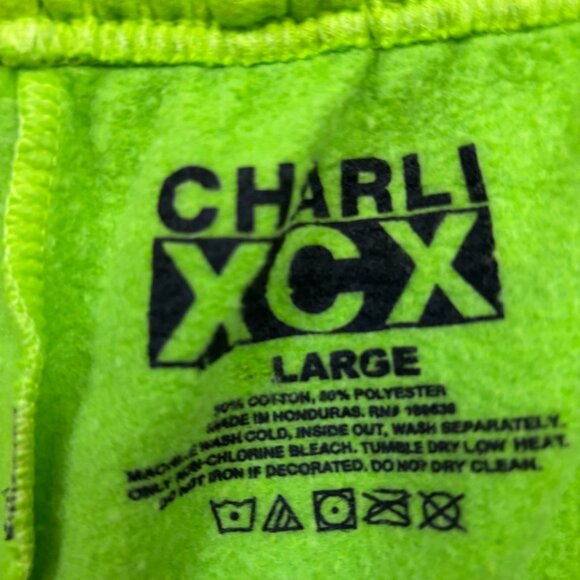 CHARLI
XCX
LARGE
COTTON, POLYESTER
MADE IN HONDURAS. RN#
MACHINE WASH COLD, INSIDE OUT, WASH SEPARATELY.
ONLY NON-CHLORINE BLEACH. TUMBLE DRY LOW HEAT.
DO NOT IRON IF DECORATED. DO NOT DRY CLEAN.